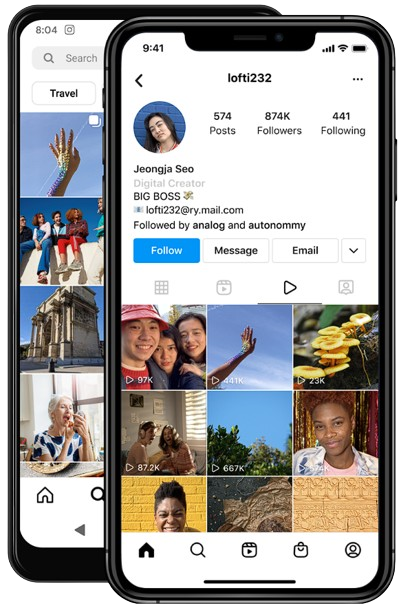 8:04
Search
Travel
9:41
lofti232
574
Posts
874K
Followers
441
Following
Jeongja Seo
Digital Creator
BIG BOSS 💸
📧 lofti232@ry.mail.com
Followed by analog and autonommy
Follow
Message
Email
97K
441K
23K
87.2K
667K